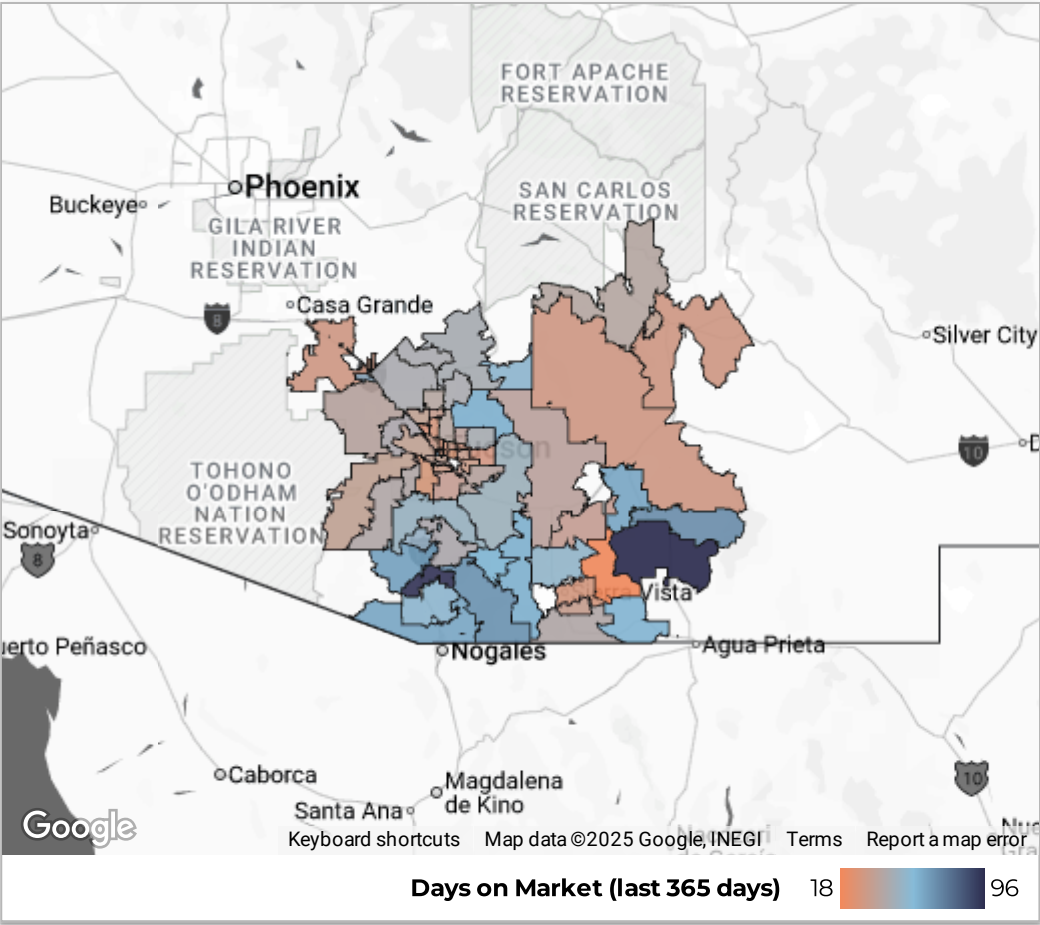 FORT APACHE
RESERVATION
Phoenix
Buckeye
SAN CARLOS
RESERVATION
GILA RIVER
INDIAN
RESERVATION
Casa Grande
8
Silver City
Tucson
10
D
TOHONO
O'ODHAM
NATION
RESERVATION
Sonoyta
8
Sierra Vista
uerto Peñasco
Nogales
Agua Prieta
Caborca
Magdalena
de Kino
10
Santa Ana
Google
Nue
Keyboard shortcuts Map data ©2025 Google, INEGI Terms Report a map error
Days on Market (last 365 days) 18 96